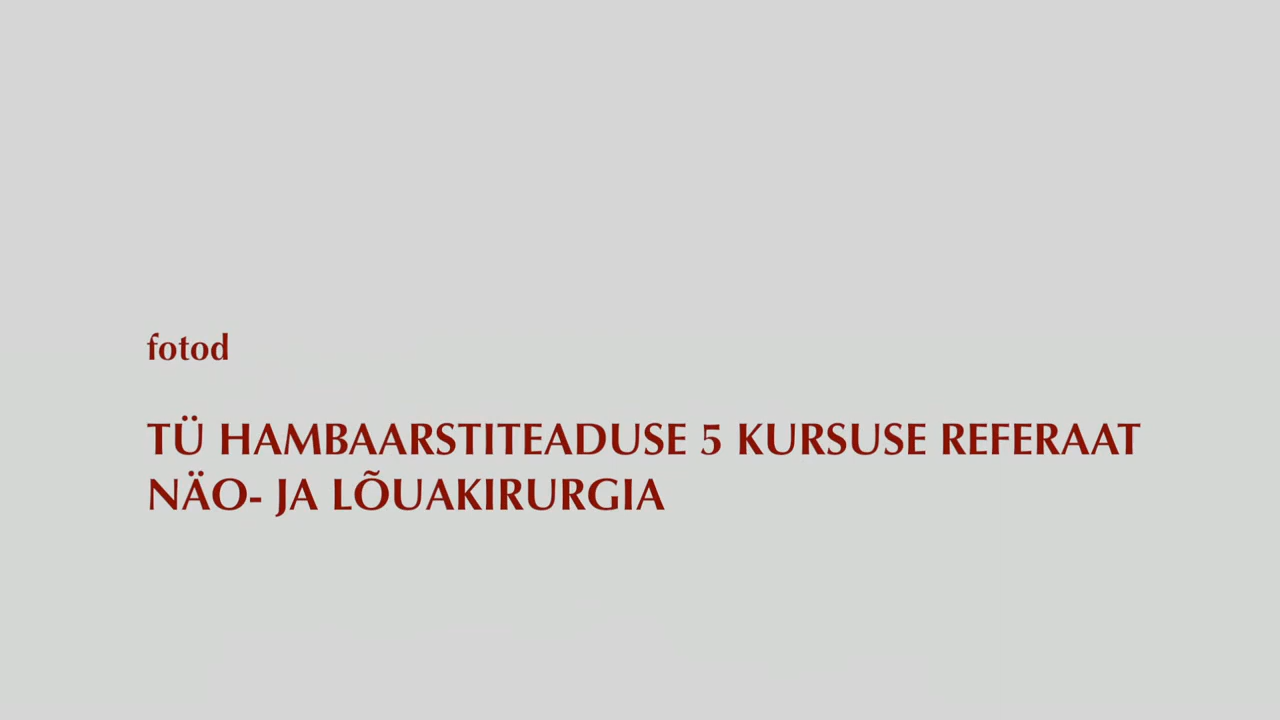 fotod
TÜ HAMBAARSTITEADUSE 5 KURSUSE REFERAAT
NÄO- JA LÕUAKIRURGIA